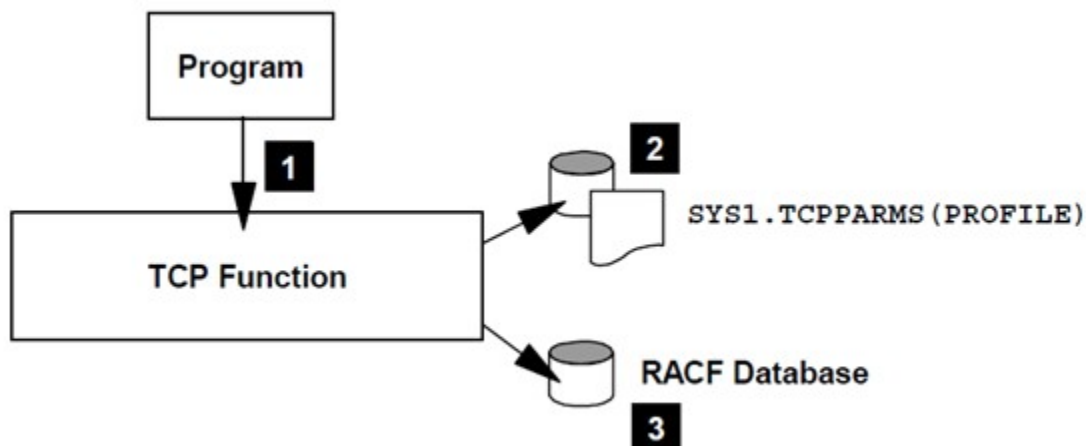 Program
1
2
SYS1.TCPPARMS(PROFILE)
TCP Function
RACF Database
3